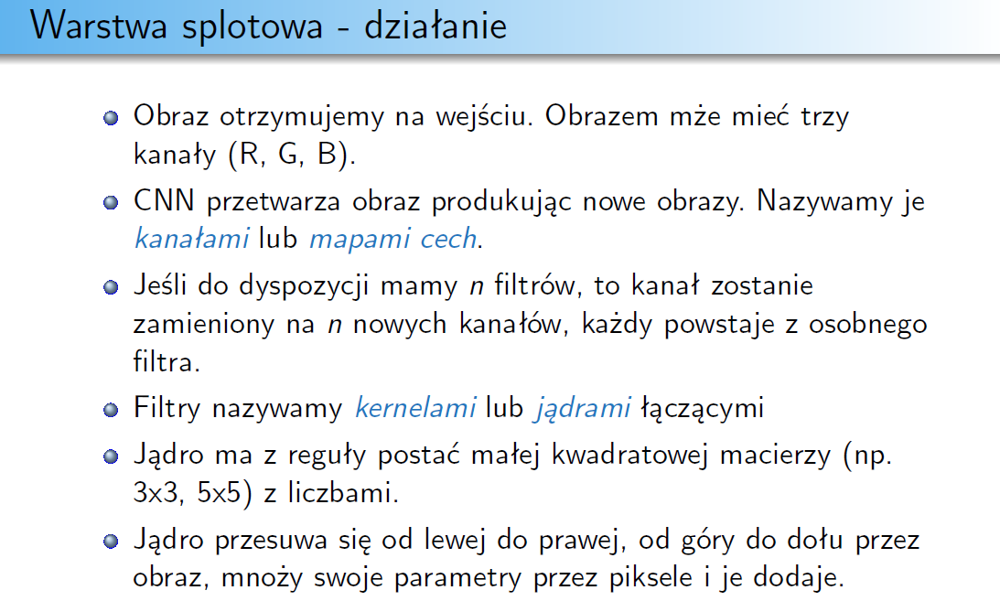 Warstwa splotowa - działanie
Obraz otrzymujemy na wejściu. Obrazem mże mieć trzy
kanały (R, G, B).
CNN przetwarza obraz produkując nowe obrazy. Nazywamy je
kanałami lub mapami cech.
Jeśli do dyspozycji mamy n filtrów, to kanał zostanie
zamieniony na n nowych kanałów, każdy powstaje z osobnego
filtra.
Filtry nazywamy kernelami lub jądrami łączącymi
Jądro ma z reguły postać małej kwadratowej macierzy (np.
3x3, 5x5) z liczbami.
Jądro przesuwa się od lewej do prawej, od góry do dołu przez
obraz, mnoży swoje parametry przez piksele i je dodaje.